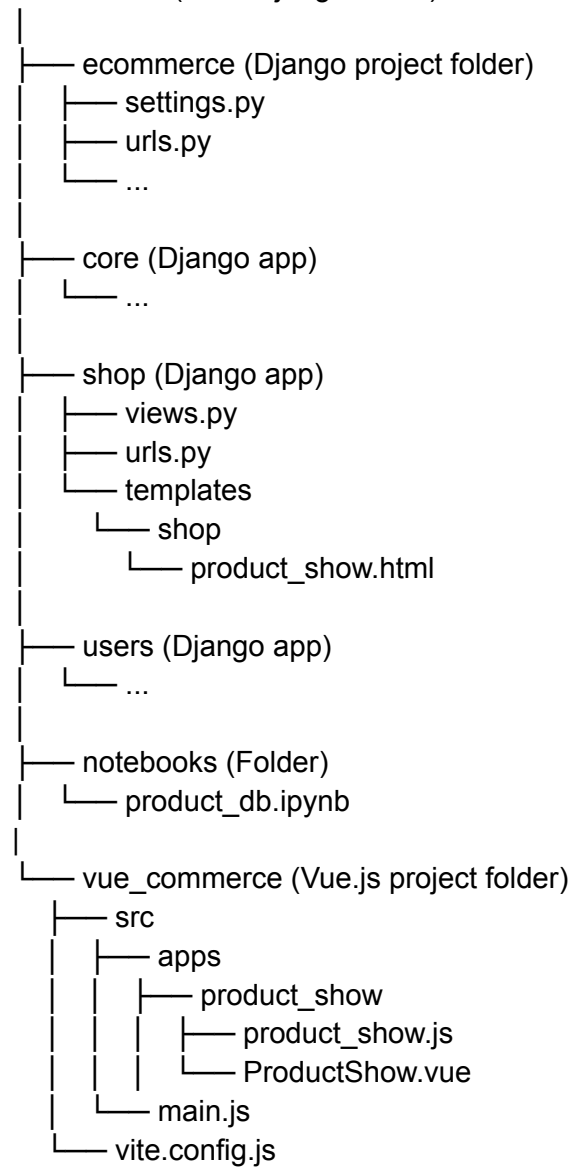 │
├── ecommerce (Django project folder)
│   ├── settings.py
│   ├── urls.py
│   └── ...
│
├── core (Django app)
│   └── ...
│
├── shop (Django app)
│   ├── views.py
│   ├── urls.py
│   └── templates
│       └── shop
│           └── product_show.html
│
├── users (Django app)
│   └── ...
│
├── notebooks (Folder)
│   └── product_db.ipynb
|
└── vue_commerce (Vue.js project folder)
    ├── src
    │   ├── apps
    │   │   ├── product_show
    │   │   │   ├── product_show.js
    │   │   │   └── ProductShow.vue
    │   └── main.js
    └── vite.config.js